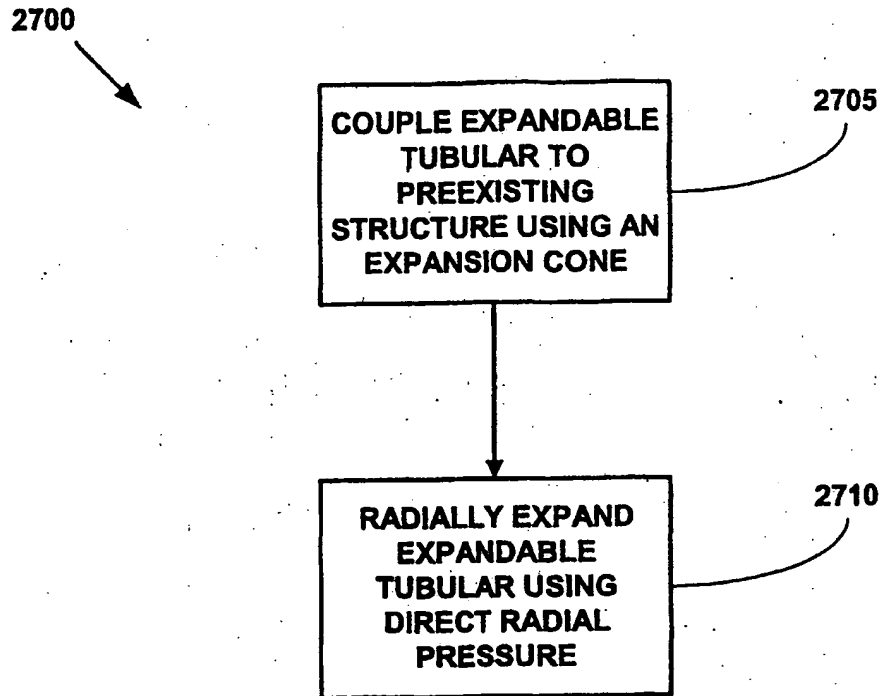 2700
COUPLE EXPANDABLE
TUBULAR TO
PREEXISTING
STRUCTURE USING AN
EXPANSION CONE
2705
RADIALLY EXPAND
EXPANDABLE
TUBULAR USING
DIRECT RADIAL
PRESSURE
2710